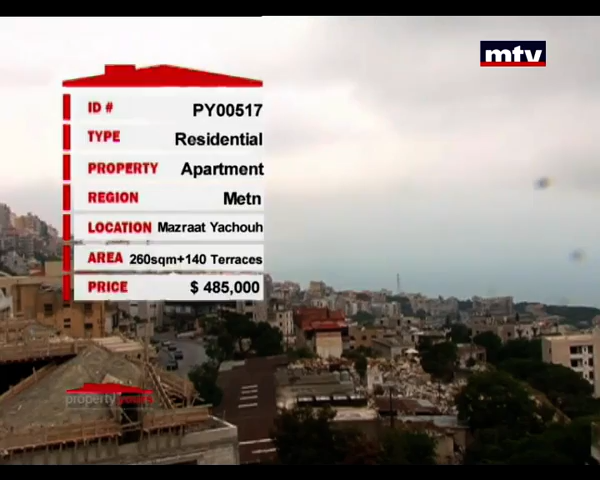 mtv
ID # PY00517
TYPE Residential
PROPERTY Apartment
REGION Metn
LOCATION Mazraat Yachouh
AREA 260sqm+140 Terraces
PRICE $ 485,000
property